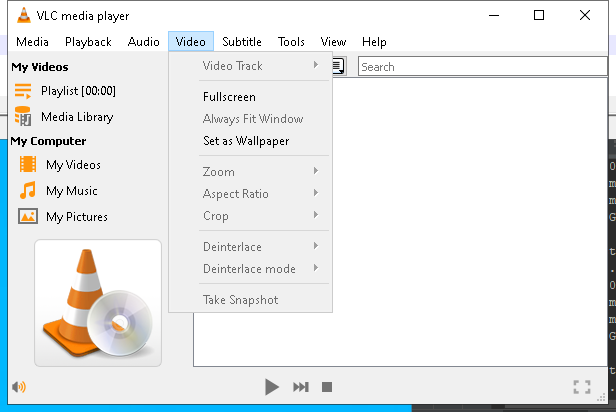 VLC media player
Media Playback Audio Video Subtitle Tools View Help
My Videos
Playlist [00:00]
Media Library
My Computer
My Videos
My Music
My Pictures
Video Track
Fullscreen
Always Fit Window
Set as Wallpaper
Zoom
Aspect Ratio
Crop
Deinterlace
Deinterlace mode
Take Snapshot
Search